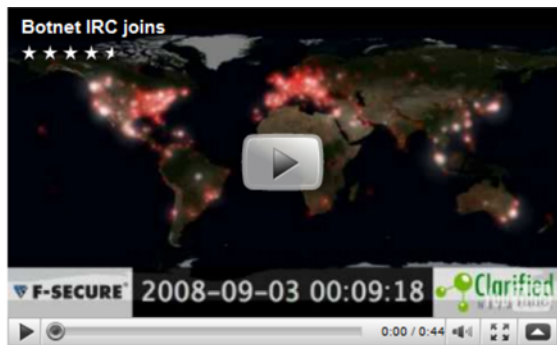 Botnet IRC joins
F-SECURE®
2008-09-03 00:09:18
Clarified
0:00 / 0:44